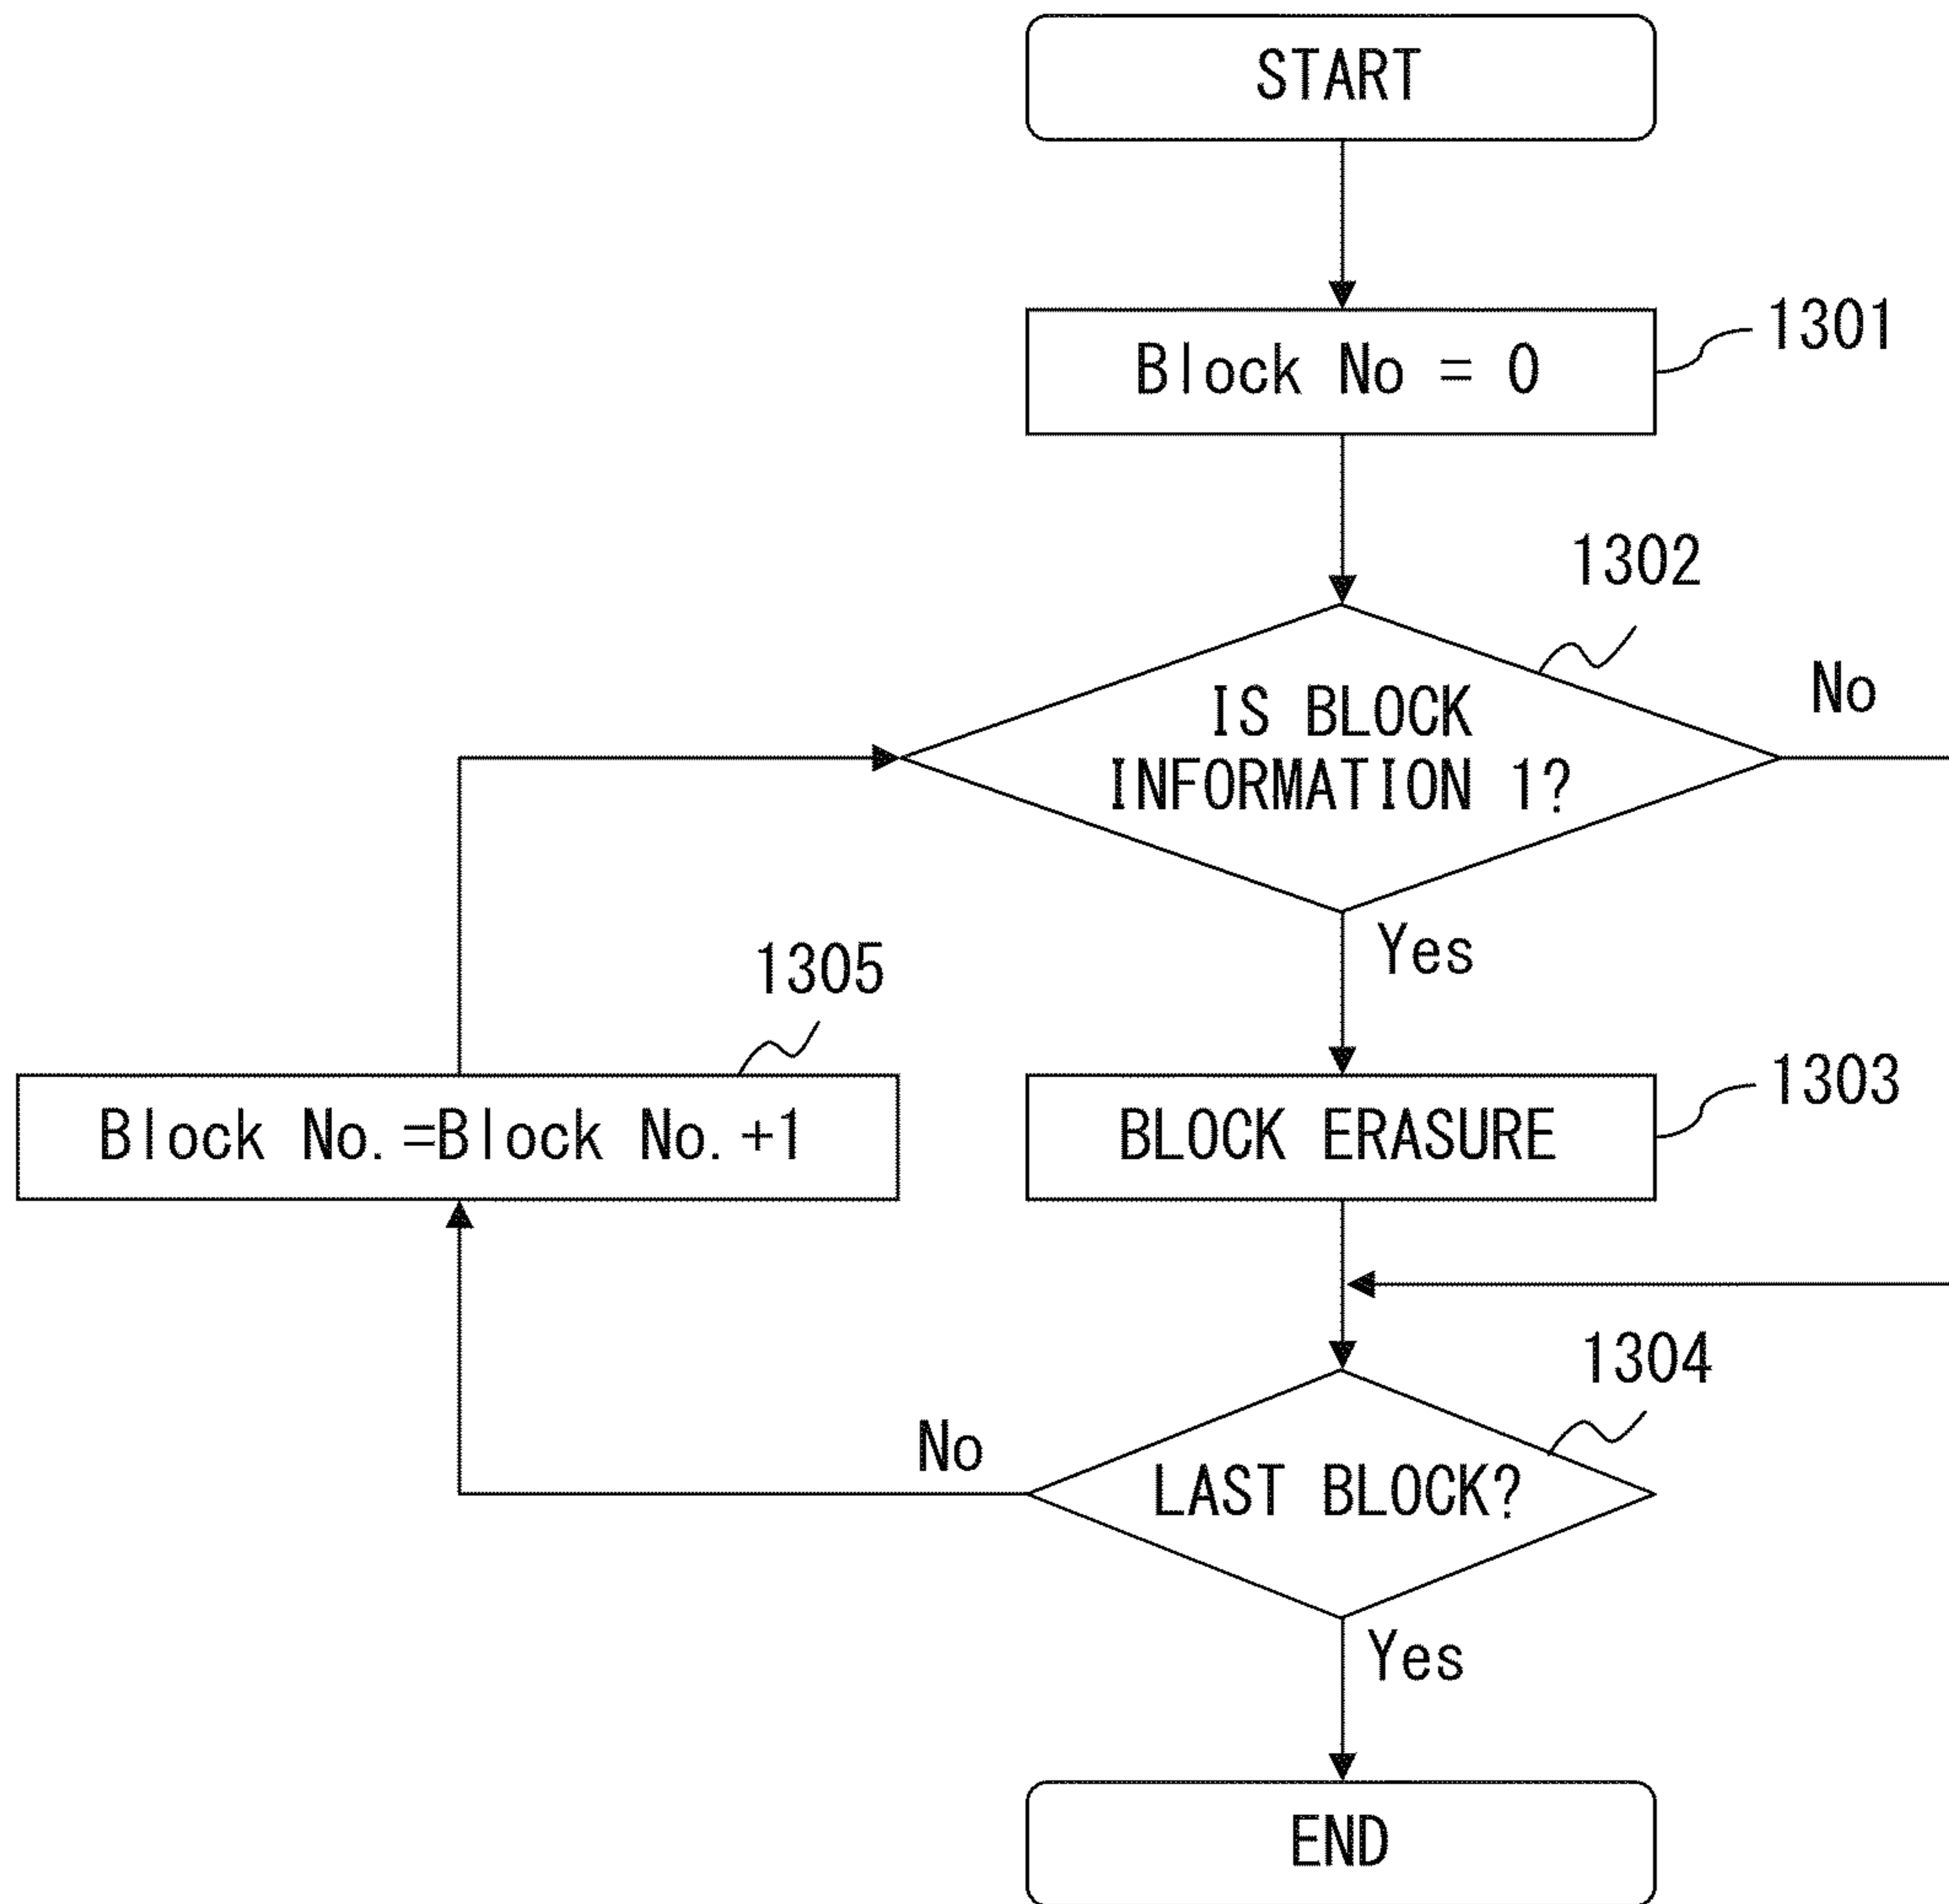 START
Block No = 0
1301
1302
IS BLOCK
INFORMATION 1?
No
Yes
1305
Block No.=Block No.+1
BLOCK ERASURE
1303
1304
No
LAST BLOCK?
Yes
END